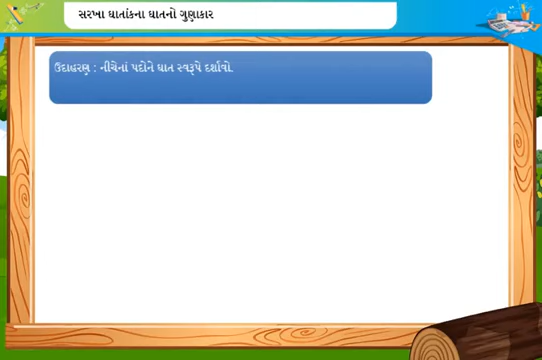 સરખા ઘાતાંકના ઘાતનો ગુણાકાર
ઉદાહરણ : નીચેનાં પદોને ઘાત સ્વરૂપે દર્શાવો.